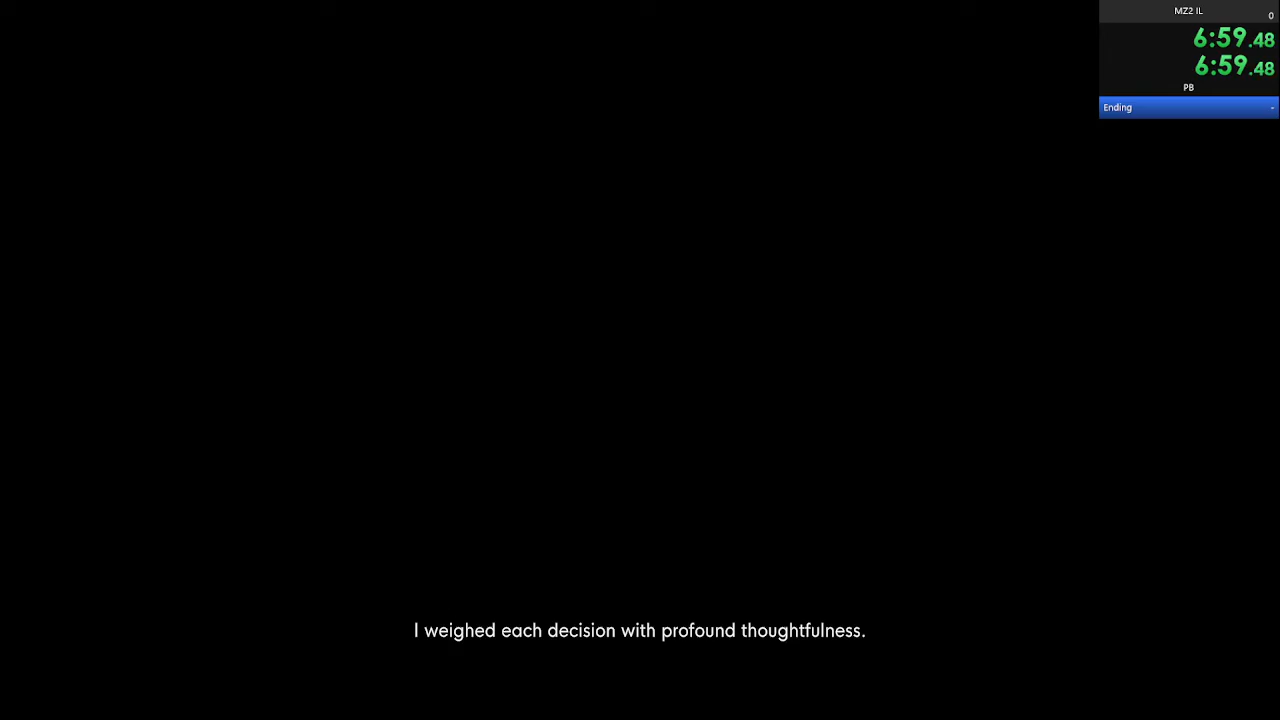 MZ2 IL
0
6:59.48
6:59.48
PB
Ending -
I weighed each decision with profound thoughtfulness.